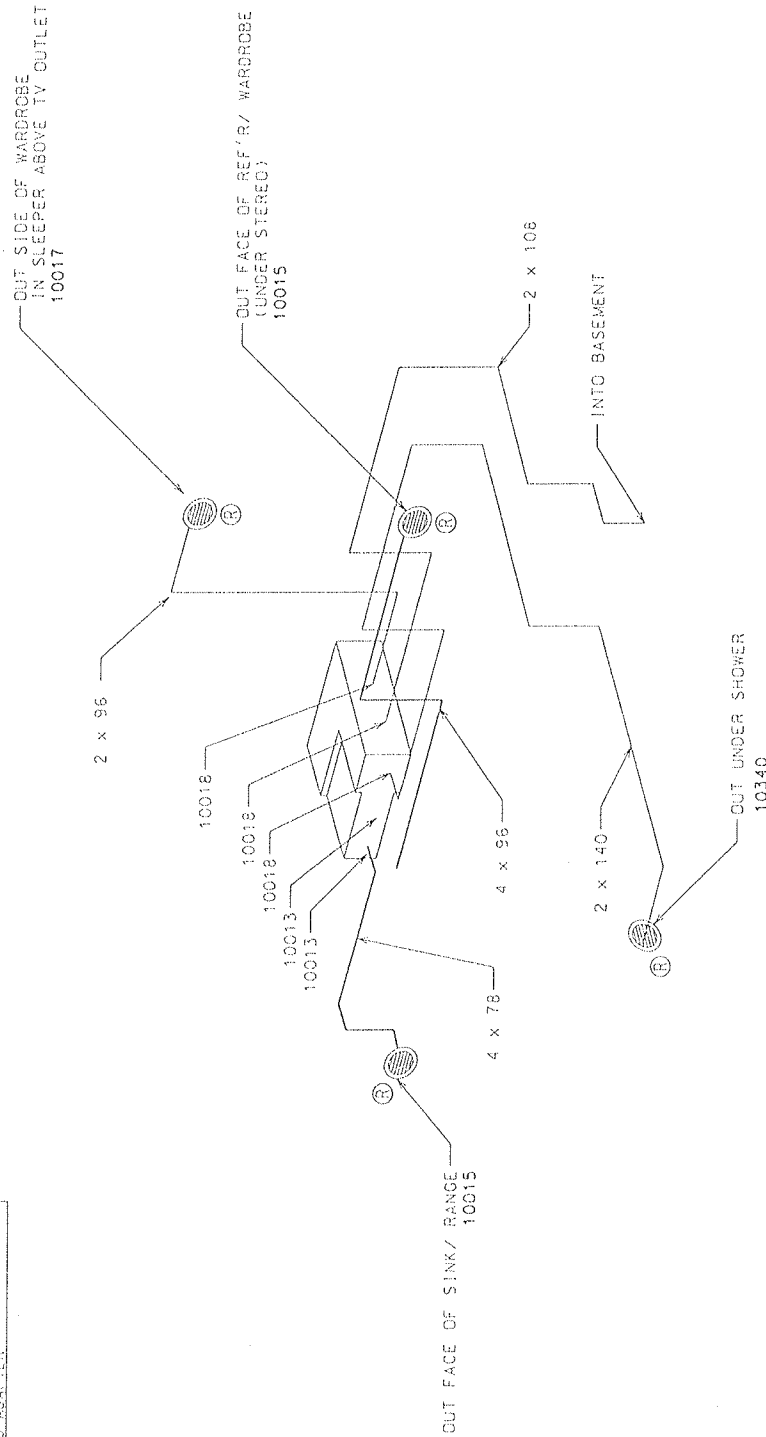 OUT SIDE OF WARDROBE
IN SLEEPER ABOVE TV OUTLET
10017
OUT FACE OF REF'R/ WARDROBE
(UNDER STEREO)
10015
2 x 108
INTO BASEMENT
2 x 96
10018
10018
10018
10013
10013
4 x 96
2 x 140
OUT UNDER SHOWER
10340
4 x 78
OUT FACE OF SINK/ RANGE
10015
R
R
R
R